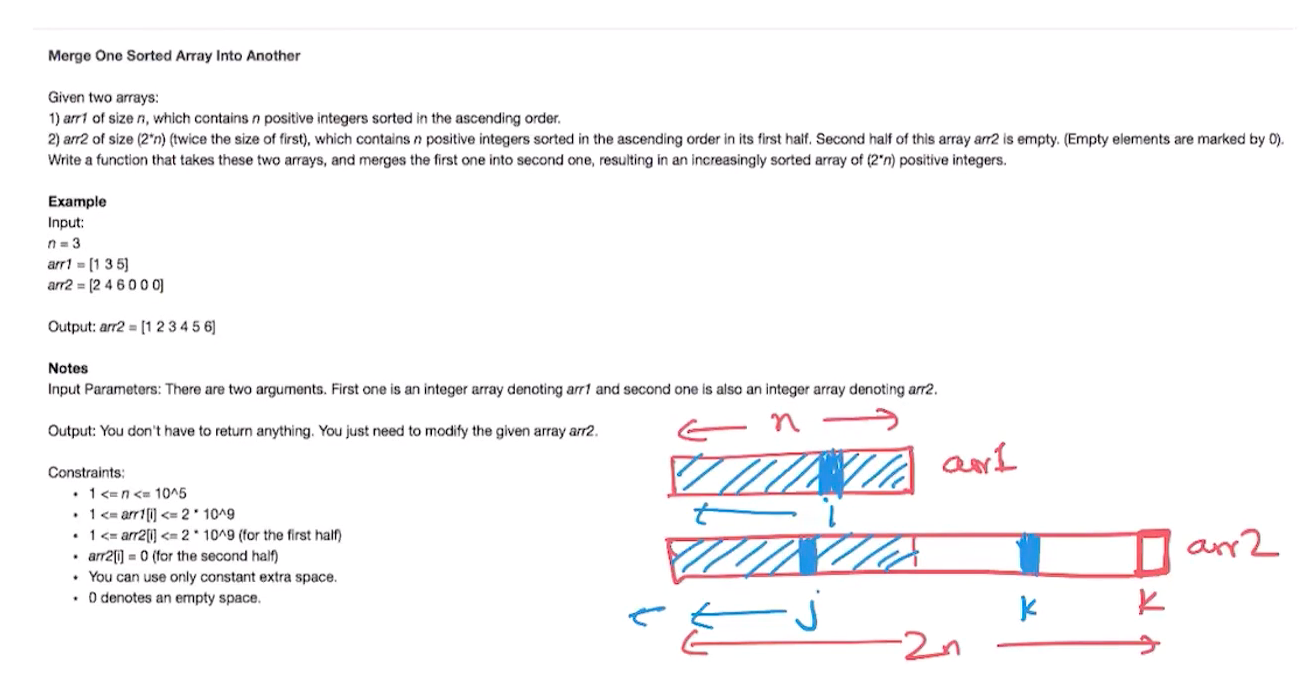 Merge One Sorted Array Into Another
Given two arrays:
1) arr1 of size n, which contains n positive integers sorted in the ascending order.
2) arr2 of size (2*n) (twice the size of first), which contains n positive integers sorted in the ascending order in its first half. Second half of this array arr2 is empty. (Empty elements are marked by 0).
Write a function that takes these two arrays, and merges the first one into second one, resulting in an increasingly sorted array of (2*n) positive integers.
Example
Input:
n = 3
arr1 = [1 3 5]
arr2 = [2 4 6 0 0 0]
Output: arr2 = [1 2 3 4 5 6]
Notes
Input Parameters: There are two arguments. First one is an integer array denoting arr1 and second one is also an integer array denoting arr2.
Output: You don't have to return anything. You just need to modify the given array arr2.
Constraints:
• 1 <= n <= 10^5
• 1 <= arr1[i] <= 2 * 10^9
• 1 <= arr2[i] <= 2 * 10^9 (for the first half)
• arr2[i] = 0 (for the second half)
• You can use only constant extra space.
• 0 denotes an empty space.
n
arr1
i
arr2
j k k
2n